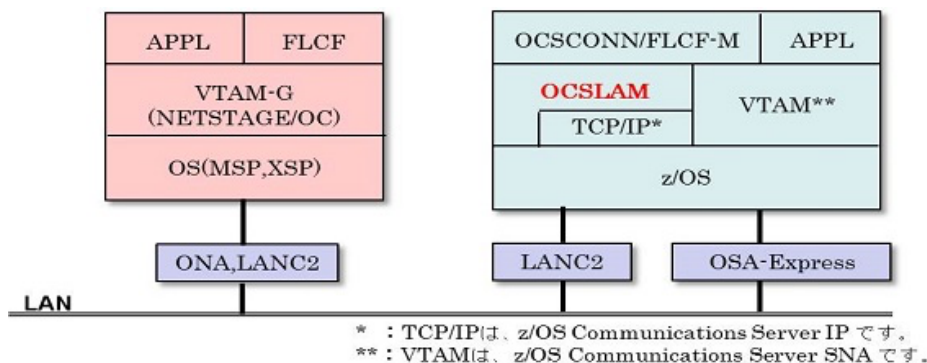 APPL
FLCF
VTAM-G
(NETSTAGE/OC)
OS(MSP,XSP)
ONA,LANC2
OCSCONN/FLCF-M
APPL
OCSLAM
TCP/IP*
VTAM**
z/OS
LANC2
OSA-Express
LAN
* : TCP/IPは、z/OS Communications Server IP です。
** : VTAMは、z/OS Communications Server SNA です。